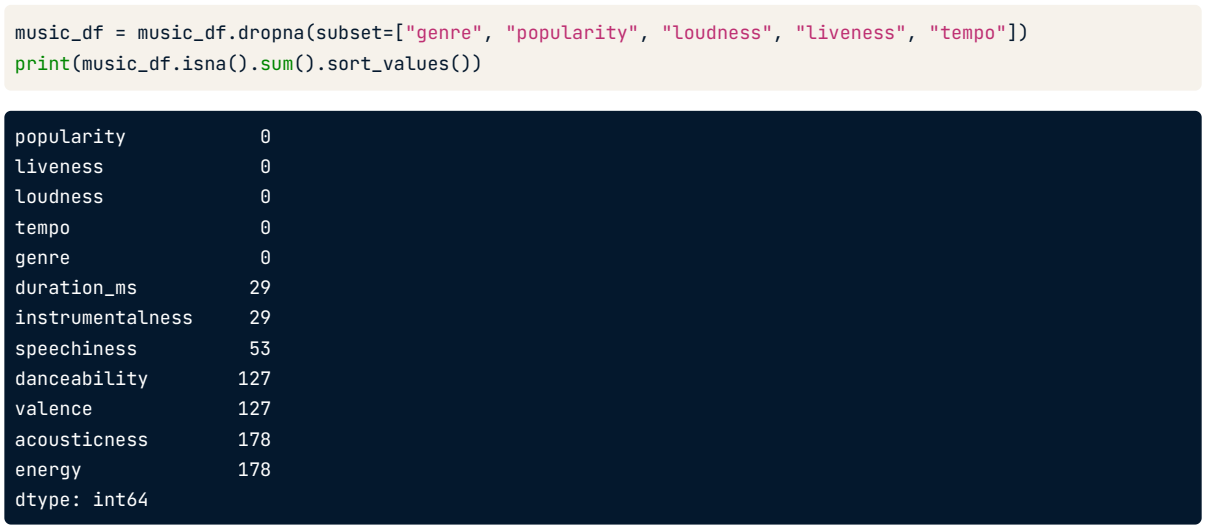 music_df = music_df.dropna(subset=["genre", "popularity", "loudness", "liveness", "tempo"])
print(music_df.isna().sum().sort_values())
popularity 0
liveness 0
loudness 0
tempo 0
genre 0
duration_ms 29
instrumentalness 29
speechiness 53
danceability 127
valence 127
acousticness 178
energy 178
dtype: int64